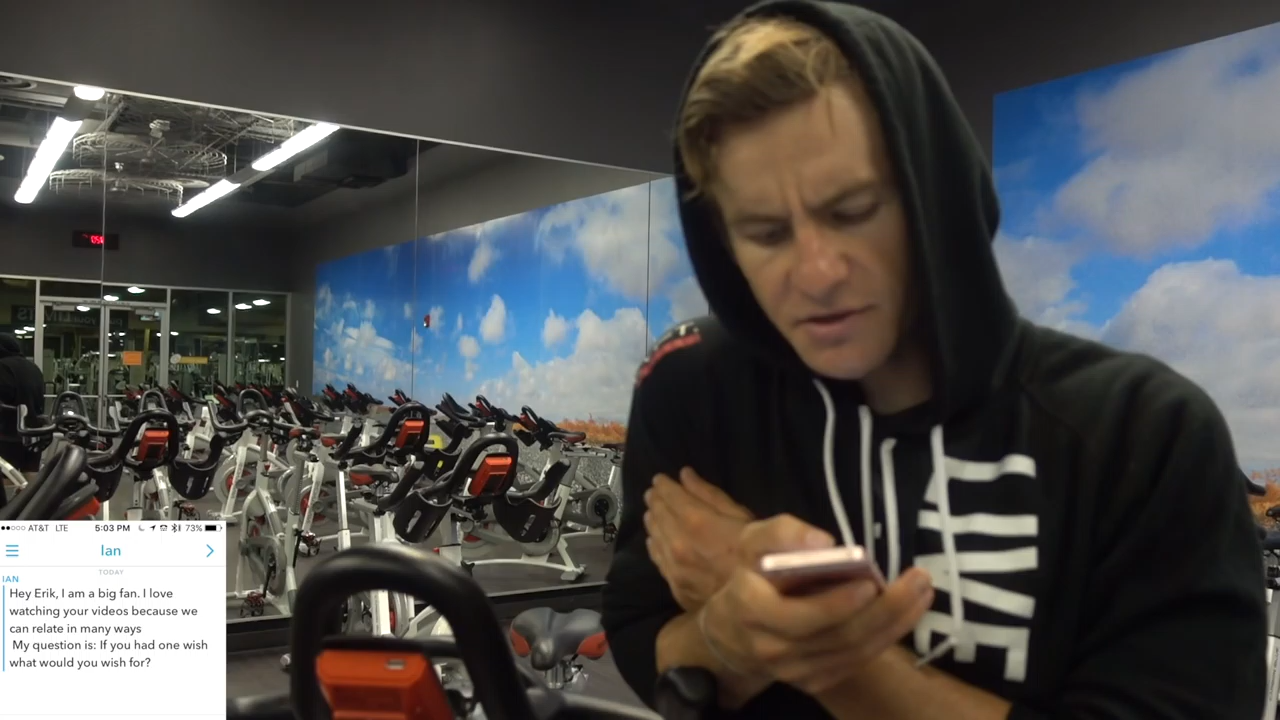 ●●○○○ AT&T LTE 5:03 PM 73%
Ian
TODAY
IAN
Hey Erik, I am a big fan. I love
watching your videos because we
can relate in many ways
My question is: If you had one wish
what would you wish for?